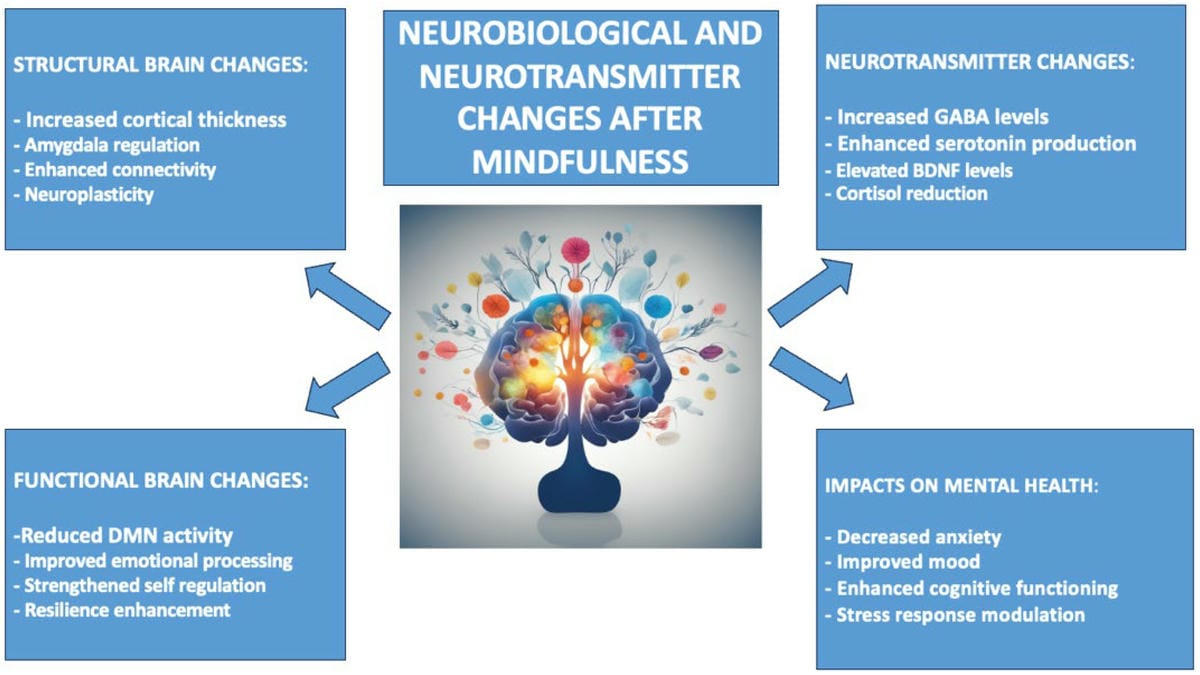 NEUROBIOLOGICAL AND
NEUROTRANSMITTER
CHANGES AFTER
MINDFULNESS
STRUCTURAL BRAIN CHANGES:
- Increased cortical thickness
- Amygdala regulation
- Enhanced connectivity
- Neuroplasticity
NEUROTRANSMITTER CHANGES:
- Increased GABA levels
- Enhanced serotonin production
- Elevated BDNF levels
- Cortisol reduction
FUNCTIONAL BRAIN CHANGES:
-Reduced DMN activity
- Improved emotional processing
- Strengthened self regulation
- Resilience enhancement
IMPACTS ON MENTAL HEALTH:
- Decreased anxiety
- Improved mood
- Enhanced cognitive functioning
- Stress response modulation